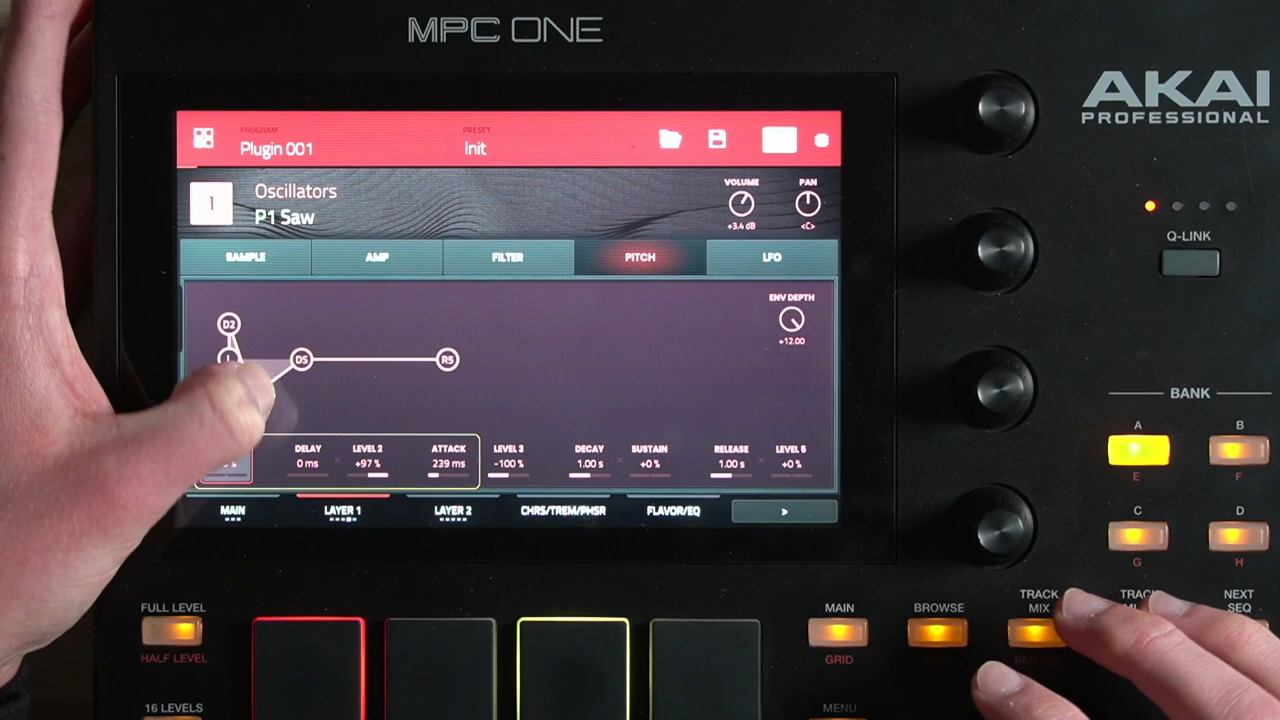 MPC ONE
AKAI
PROFESSIONAL
PROGRAM
Plugin 001
PRESET
Init
1
Oscillators
P1 Saw
VOLUME
+3.4 dB
PAN
<C>
SAMPLE
AMP
FILTER
PITCH
LFO
Q-LINK
ENV DEPTH
+12.00
D2
DS
R5
BANK
A
B
E
F
C
D
G
H
DELAY
0 ms
LEVEL 2
+97 %
ATTACK
239 ms
LEVEL 3
-100 %
DECAY
1.00 s
SUSTAIN
+0 %
RELEASE
1.00 s
LEVEL 5
+0 %
MAIN
LAYER 1
LAYER 2
CHRS/TREM/PHSR
FLAVOR/EQ
>
FULL LEVEL
HALF LEVEL
16 LEVELS
MAIN
GRID
BROWSE
TRACK
MIX
TRACK
NEXT
SEQ
MENU